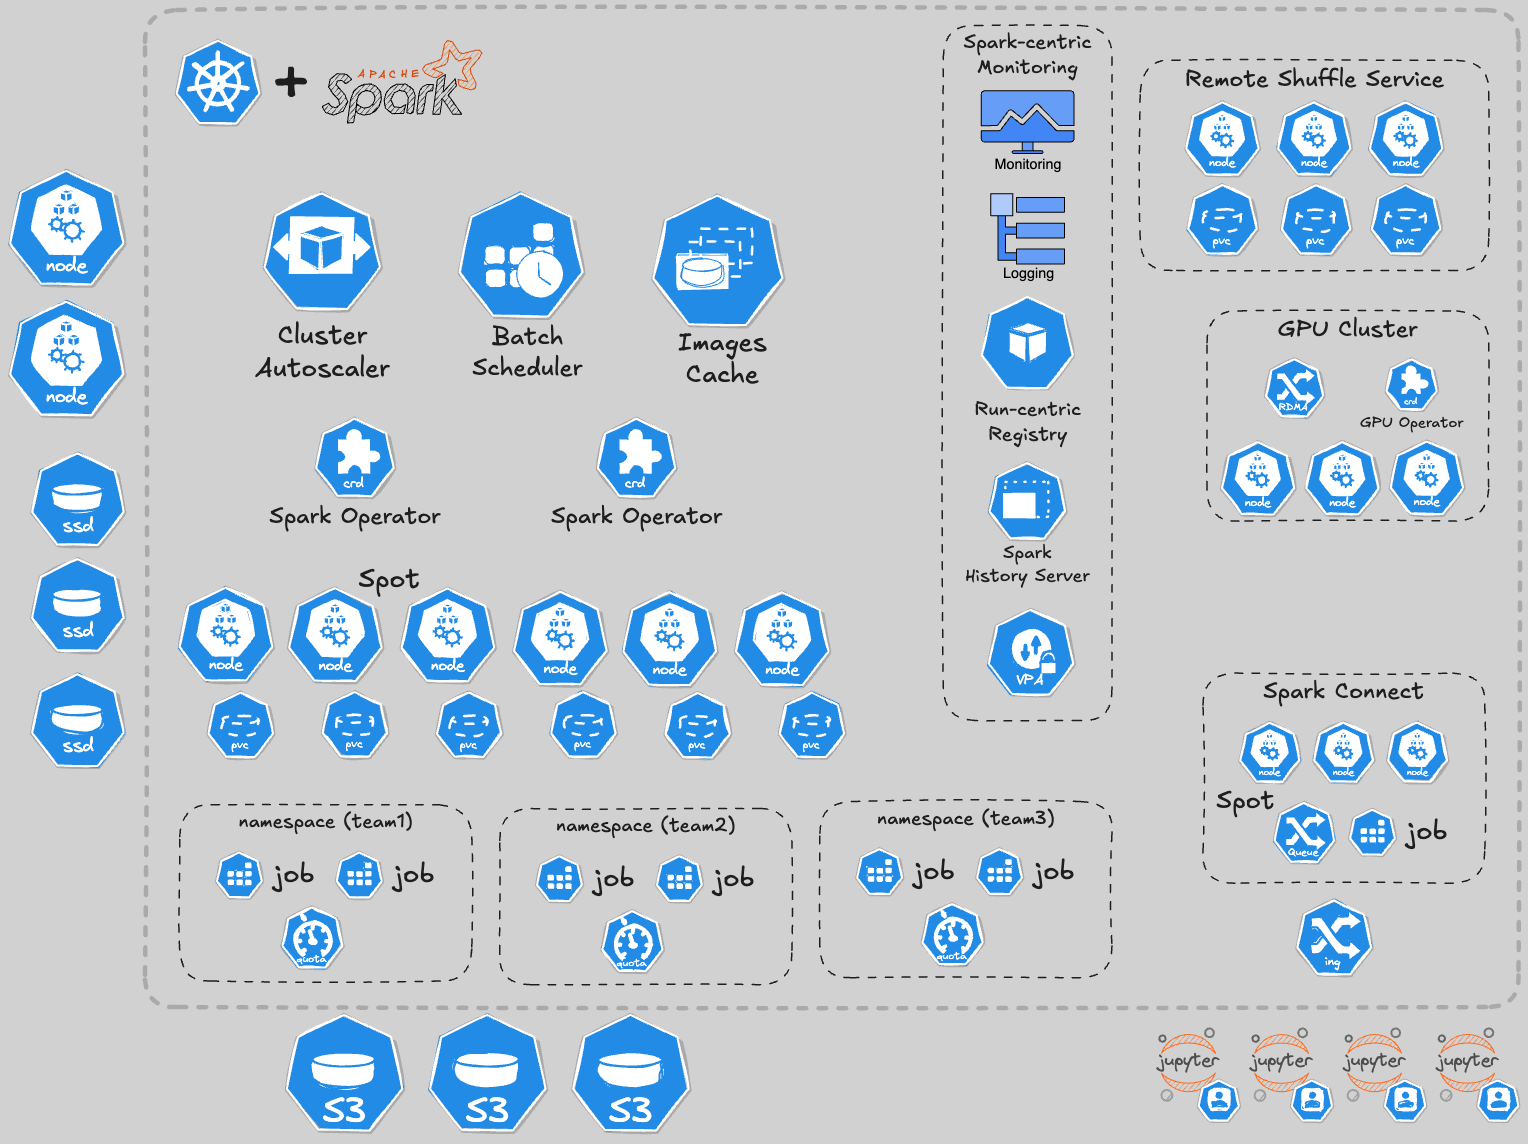 APACHE
Spark
node
node
ssd
ssd
ssd
Cluster
Autoscaler
Batch
Scheduler
Images
Cache
crd
Spark Operator
crd
Spark Operator
Spot
node
node
node
node
node
node
pvc
pvc
pvc
pvc
pvc
pvc
namespace (team1)
job
job
quota
namespace (team2)
job
job
quota
namespace (team3)
job
job
quota
Spark-centric
Monitoring
Monitoring
Logging
Run-centric
Registry
Spark
History Server
VPA
Remote Shuffle Service
node
node
node
pvc
pvc
pvc
GPU Cluster
RDMA
crd
GPU Operator
node
node
node
Spark Connect
node
node
node
Spot
Queue
job
ing
S3
S3
S3
jupyter
jupyter
jupyter
jupyter